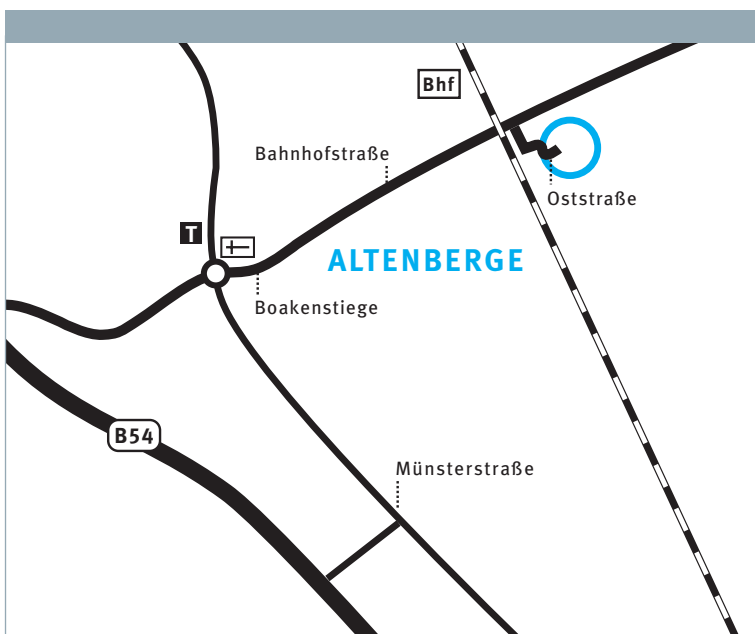 Bhf
Bahnhofstraße
Oststraße
T
ALTENBERGE
Boakenstiege
B54
Münsterstraße